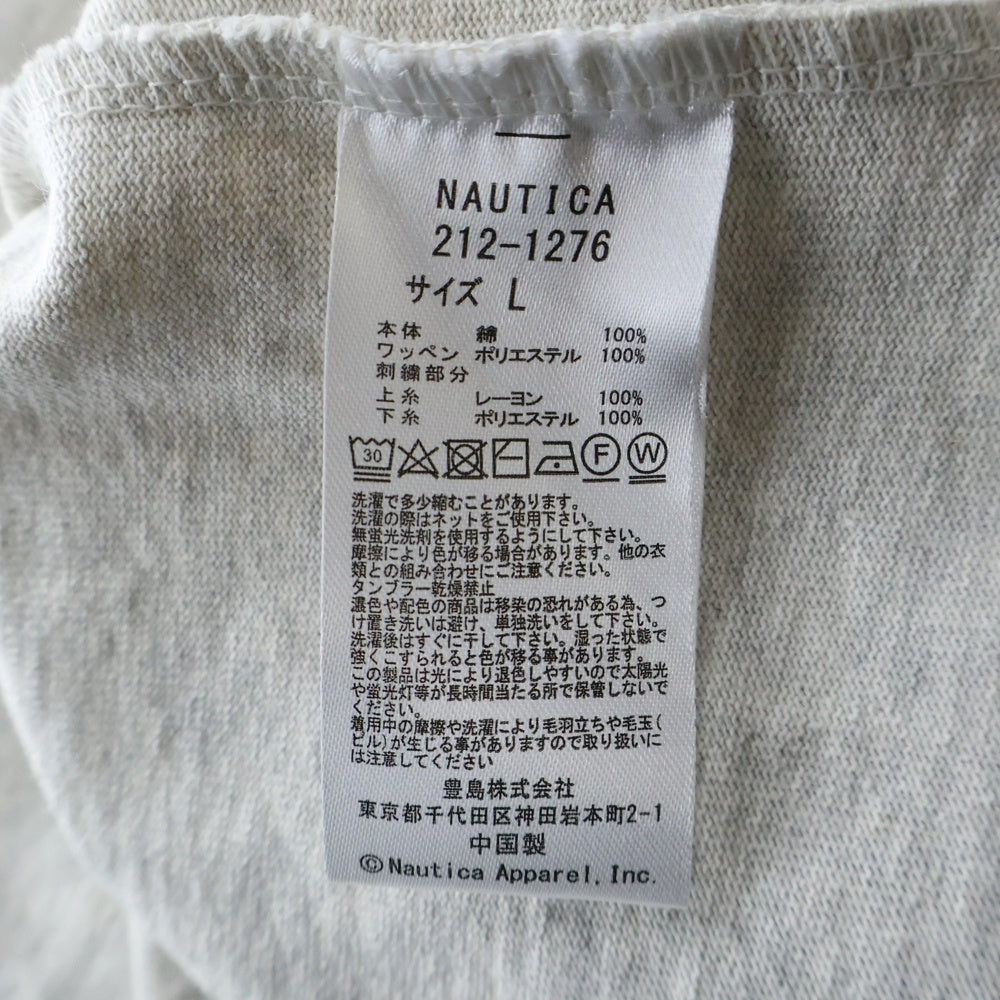 NAUTICA
212-1276
サイズ L
本体 綿 100%
ワッペン ポリエステル 100%
刺繍部分
上糸 レーヨン 100%
下糸 ポリエステル 100%
30 F W
洗濯で多少縮むことがあります。
洗濯の際はネットをご使用下さい。
無蛍光洗剤を使用するようにして下さい。
摩擦により色が移る場合があります。他の衣
類との組み合わせにご注意ください。
タンブラー乾燥禁止
濃色や配色の商品は移染の恐れがある為、つ
け置き洗いは避け、単独洗いをして下さい。
洗濯後はすぐに干して下さい。湿った状態で
強くこすられると色が移る事があります。
この製品は光により退色しやすいので太陽光
や蛍光灯等が長時間当たる所で保管しないで
ください。
着用中の摩擦や洗濯により毛羽立ちや毛玉(
ピル)が生じる事がありますので取り扱いに
は注意してください
豊島株式会社
東京都千代田区神田岩本町2-1
中国製
©Nautica Apparel, Inc.